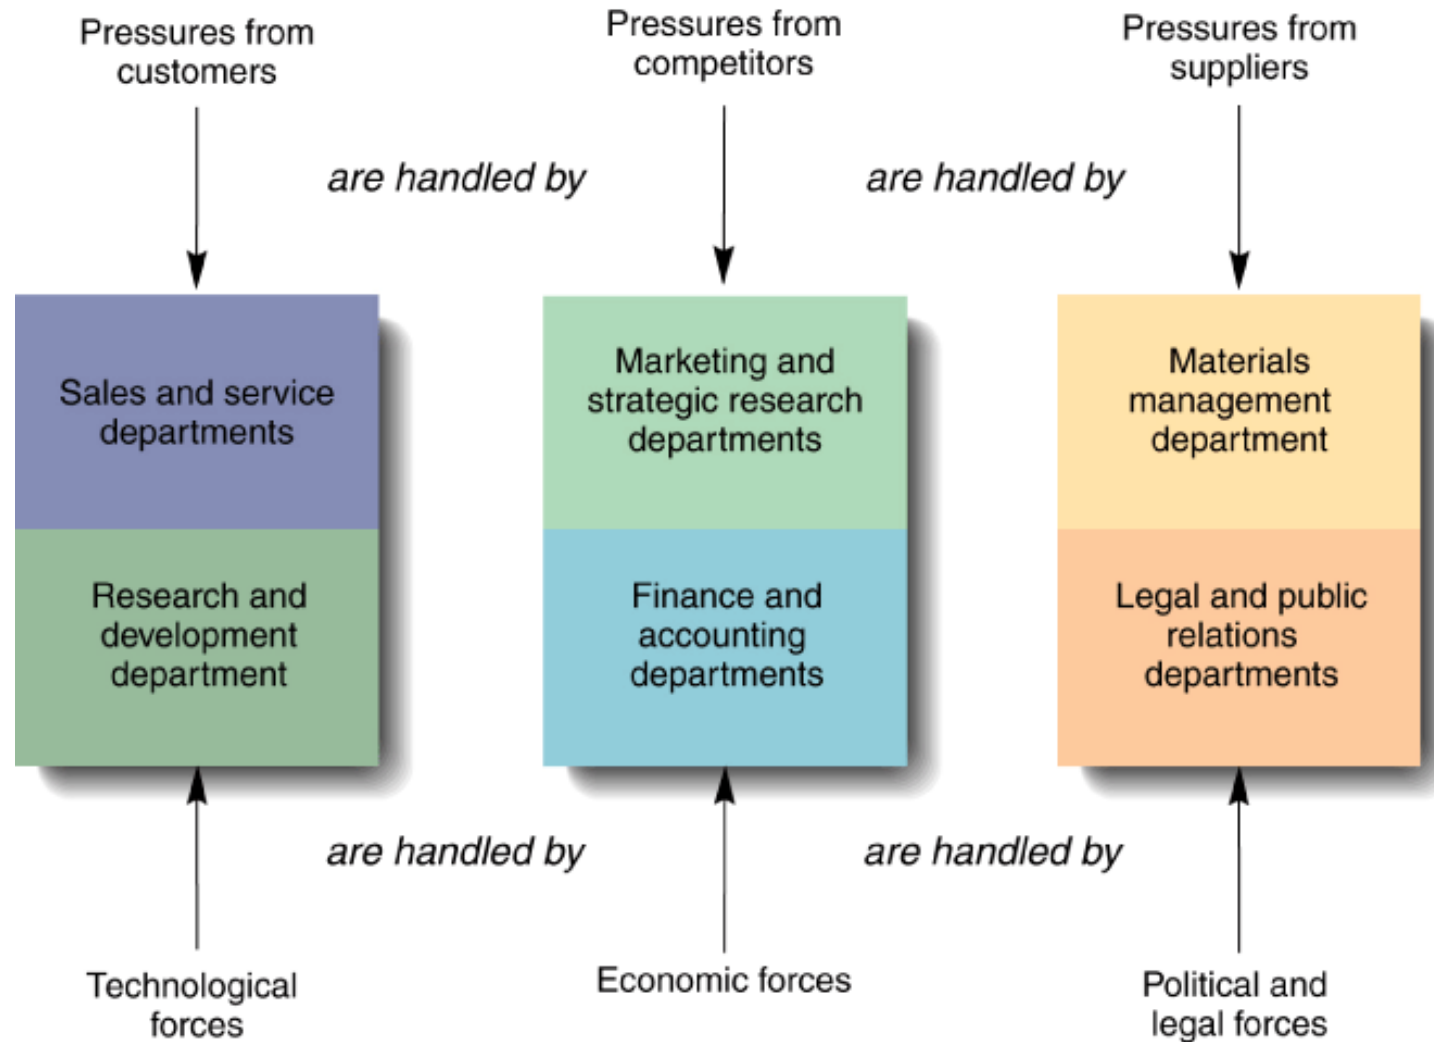 Pressures from
customers
Pressures from
competitors
Pressures from
suppliers
are handled by
are handled by
Sales and service
departments
Marketing and
strategic research
departments
Materials
management
department
Research and
development
department
Finance and
accounting
departments
Legal and public
relations
departments
are handled by
are handled by
Technological
forces
Economic forces
Political and
legal forces